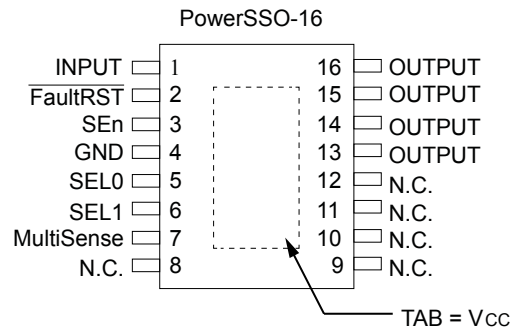 PowerSSO-16
INPUT 1 16 OUTPUT
FaultRST 2 15 OUTPUT
SEn 3 14 OUTPUT
GND 4 13 OUTPUT
SEL0 5 12 N.C.
SEL1 6 11 N.C.
MultiSense 7 10 N.C.
N.C. 8 9 N.C.
TAB = VCC